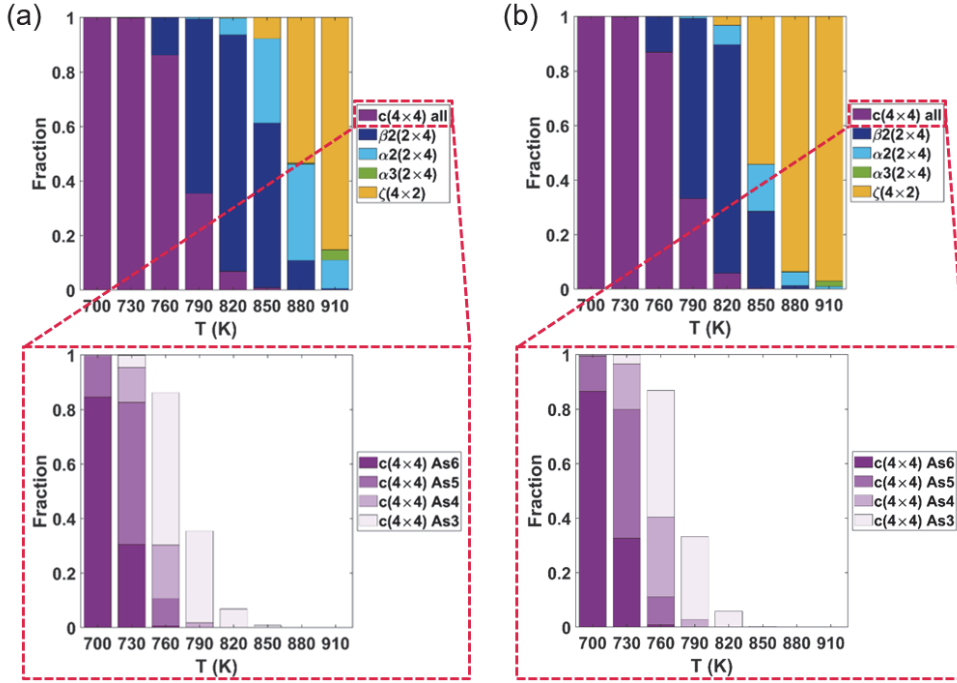 (a)
1
0.8
0.6
0.4
0.2
0
Fraction
700 730 760 790 820 850 880 910
T (K)
c(4×4) all
β2(2×4)
α2(2×4)
α3(2×4)
ζ(4×2)
1
0.8
0.6
0.4
0.2
0
Fraction
700 730 760 790 820 850 880 910
T (K)
c(4×4) As6
c(4×4) As5
c(4×4) As4
c(4×4) As3
(b)
1
0.8
0.6
0.4
0.2
0
Fraction
700 730 760 790 820 850 880 910
T (K)
c(4×4) all
β2(2×4)
α2(2×4)
α3(2×4)
ζ(4×2)
1
0.8
0.6
0.4
0.2
0
Fraction
700 730 760 790 820 850 880 910
T (K)
c(4×4) As6
c(4×4) As5
c(4×4) As4
c(4×4) As3